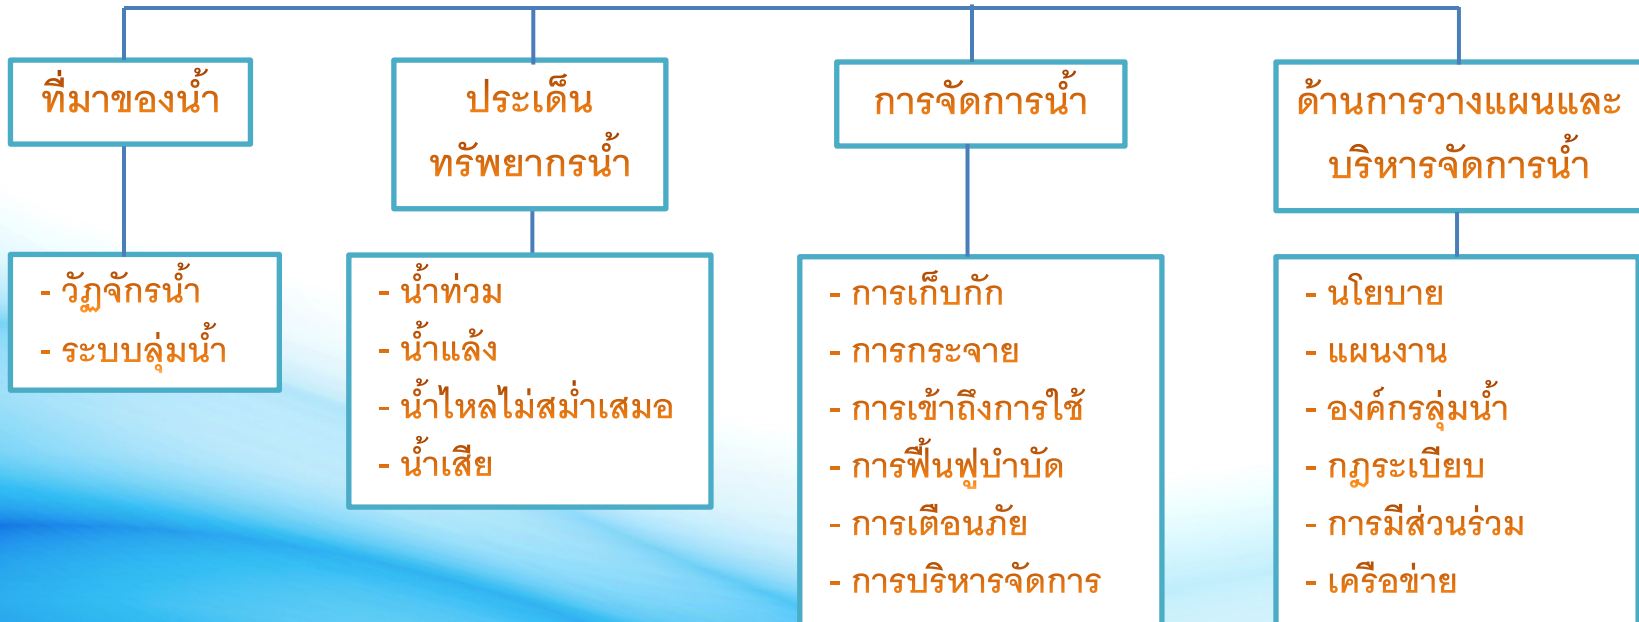 ที่มาของน้ำ
- วัฏจักรน้ำ
- ระบบลุ่มน้ำ
ประเด็น
ทรัพยากรน้ำ
- น้ำท่วม
- น้ำแล้ง
- น้ำไหลไม่สม่ำเสมอ
- น้ำเสีย
การจัดการน้ำ
- การเก็บกัก
- การกระจาย
- การเข้าถึงการใช้
- การฟื้นฟูบำบัด
- การเตือนภัย
- การบริหารจัดการ
ด้านการวางแผนและ
บริหารจัดการน้ำ
- นโยบาย
- แผนงาน
- องค์กรลุ่มน้ำ
- กฎระเบียบ
- การมีส่วนร่วม
- เครือข่าย